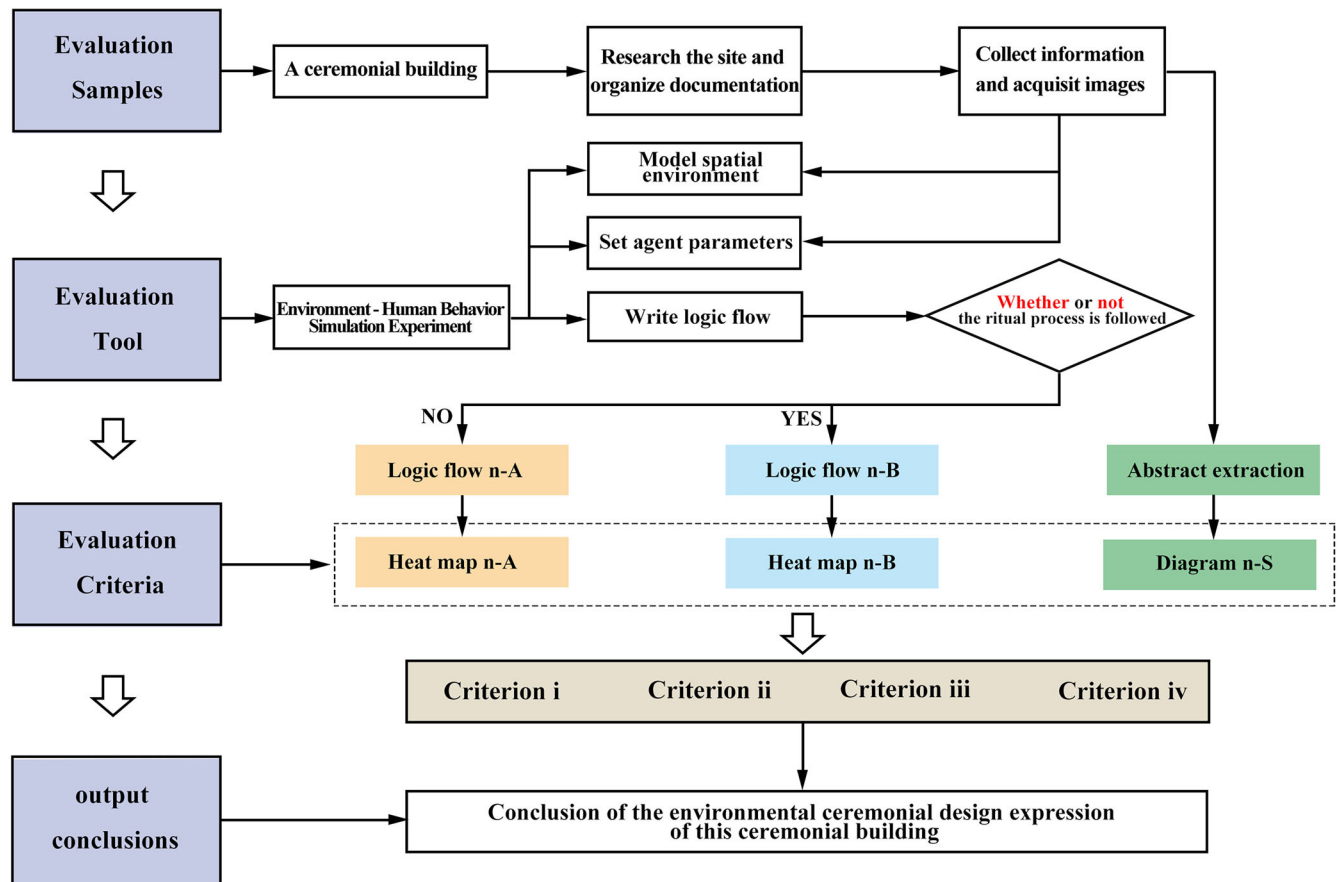 Evaluation
Samples
A ceremonial building
Research the site and
organize documentation
Collect information
and acquisit images
Model spatial
environment
Set agent parameters
Evaluation
Tool
Environment - Human Behavior
Simulation Experiment
Write logic flow
Whether or not
the ritual process is followed
NO
YES
Logic flow n-A
Logic flow n-B
Abstract extraction
Evaluation
Criteria
Heat map n-A
Heat map n-B
Diagram n-S
Criterion i
Criterion ii
Criterion iii
Criterion iv
output
conclusions
Conclusion of the environmental ceremonial design expression
of this ceremonial building